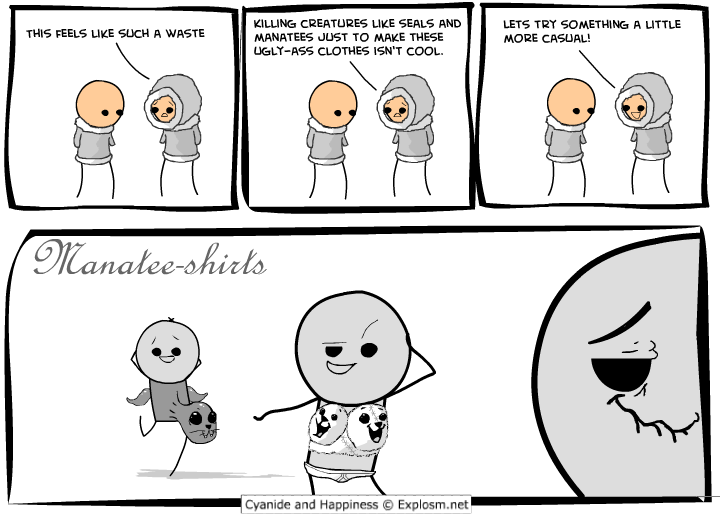 THIS FEELS LIKE SUCH A WASTE
KILLING CREATURES LIKE SEALS AND
MANATEES JUST TO MAKE THESE
UGLY-ASS CLOTHES ISN'T COOL.
LETS TRY SOMETHING A LITTLE
MORE CASUAL!
Manatee-shirts
Cyanide and Happiness © Explosm.net